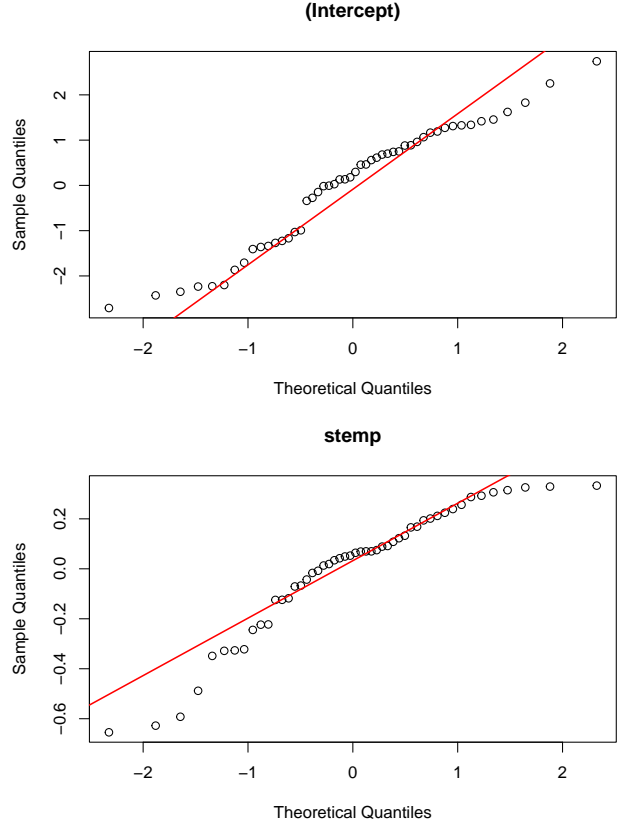 (Intercept)
2
1
0
−1
−2
Sample Quantiles
−2 −1 0 1 2
Theoretical Quantiles
stemp
0.2
0.0
−0.2
−0.4
−0.6
Sample Quantiles
−2 −1 0 1 2
Theoretical Quantiles